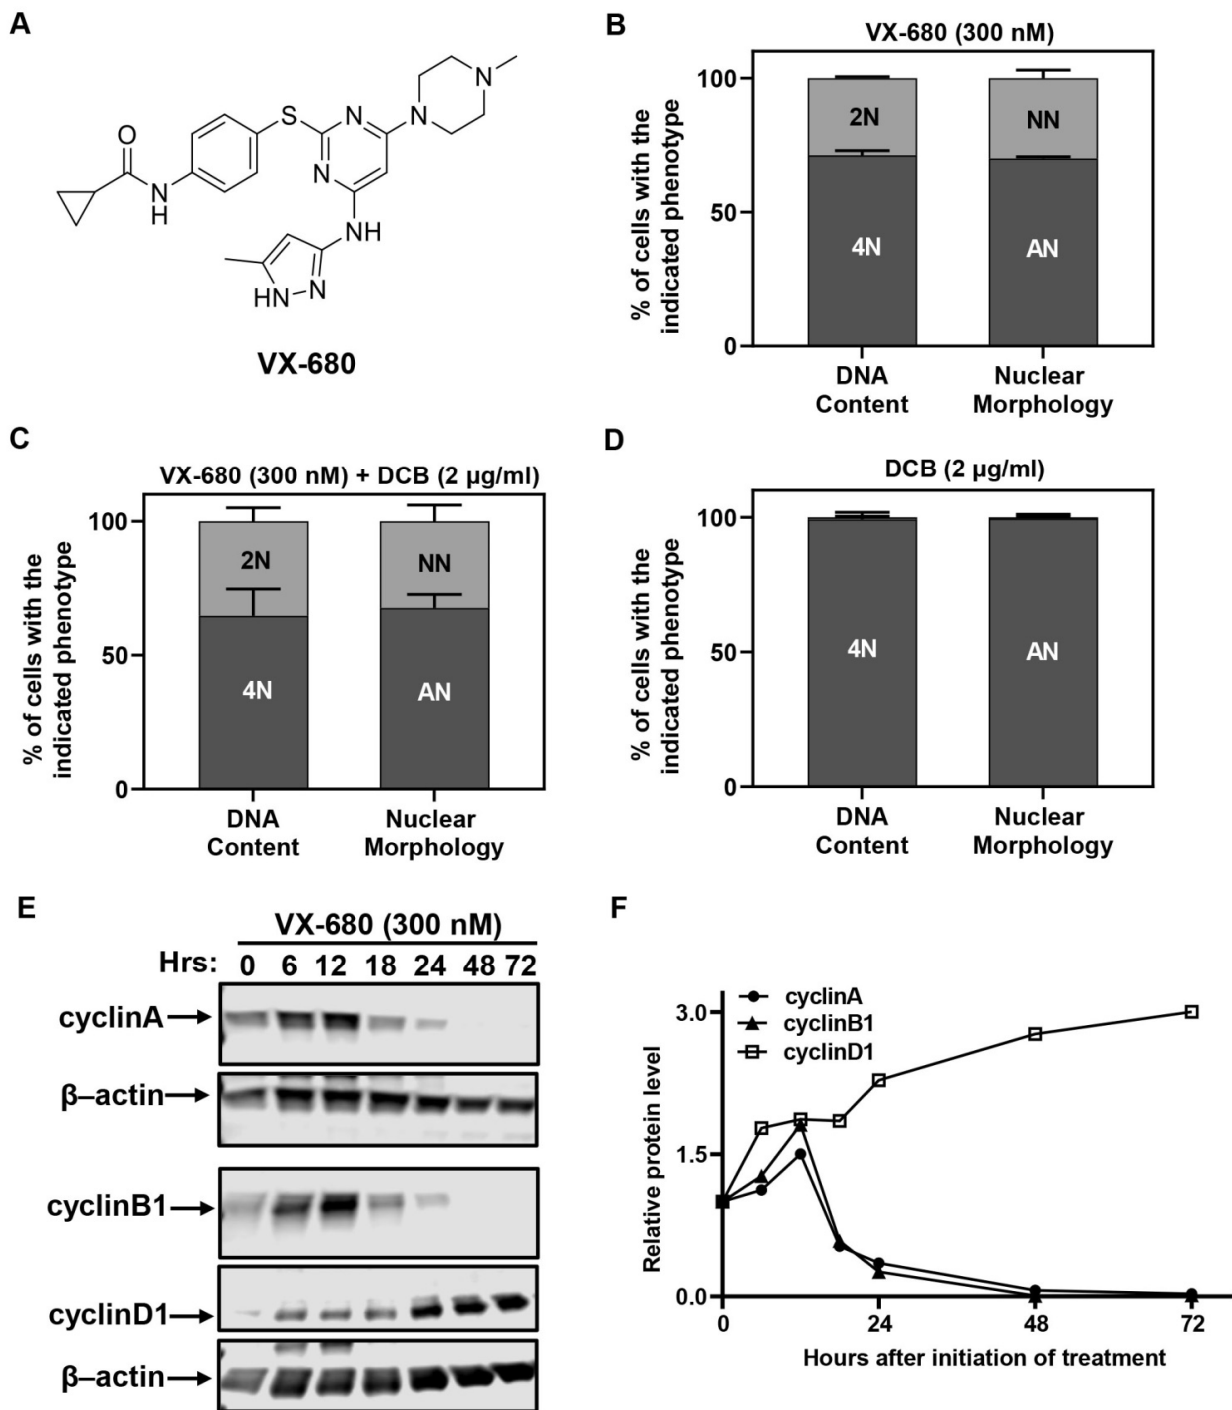 A
O
N
H
S
N
N
N
N
NH
HN
N
VX-680
B
VX-680 (300 nM)
% of cells with the
indicated phenotype
100
50
0
2N
4N
NN
AN
DNA
Content
Nuclear
Morphology
C
VX-680 (300 nM) + DCB (2 µg/ml)
% of cells with the
indicated phenotype
100
50
0
2N
4N
NN
AN
DNA
Content
Nuclear
Morphology
D
DCB (2 µg/ml)
% of cells with the
indicated phenotype
100
50
0
4N
AN
DNA
Content
Nuclear
Morphology
E
VX-680 (300 nM)
Hrs: 0 6 12 18 24 48 72
cyclinA
β–actin
cyclinB1
cyclinD1
β–actin
F
cyclinA
cyclinB1
cyclinD1
Relative protein level
3.0
1.5
0.0
0 24 48 72
Hours after initiation of treatment